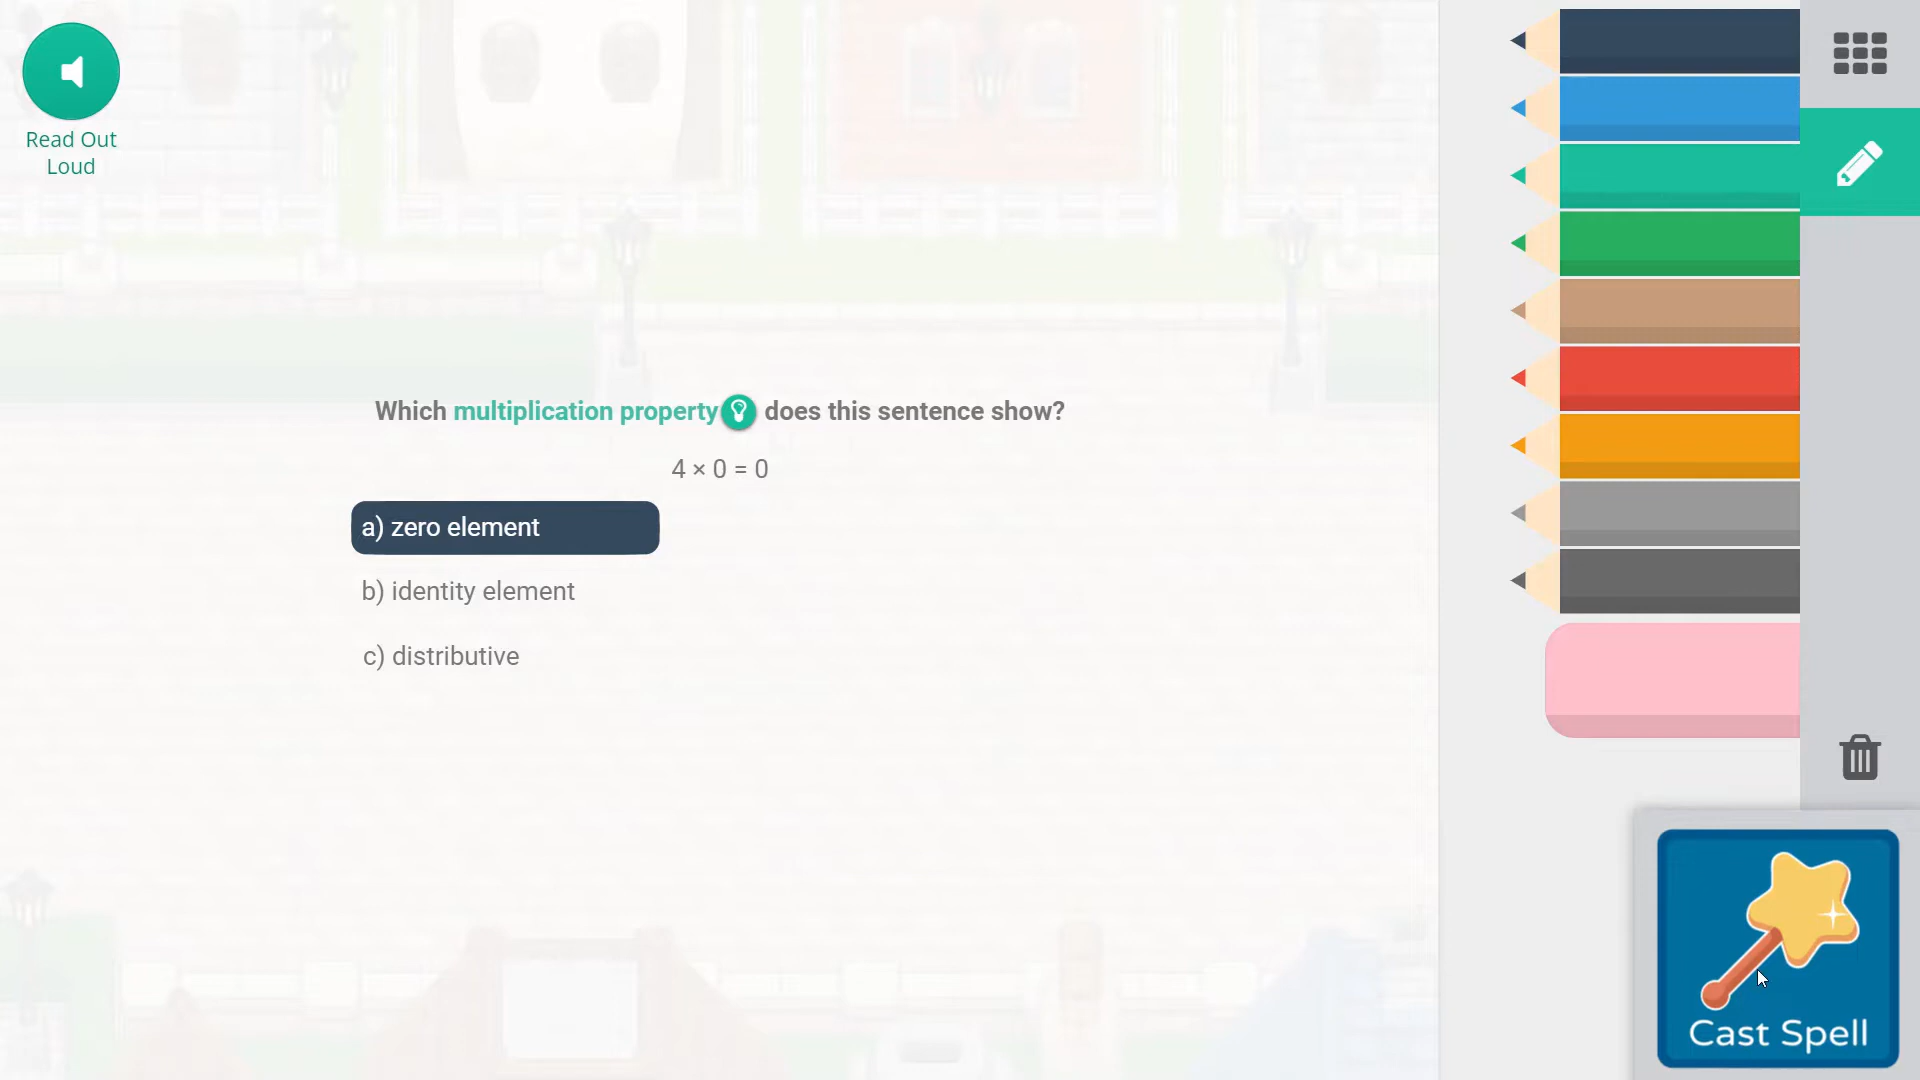 Read Out
Loud
Which multiplication property does this sentence show?
4 × 0 = 0
a) zero element
b) identity element
c) distributive
Cast Spell